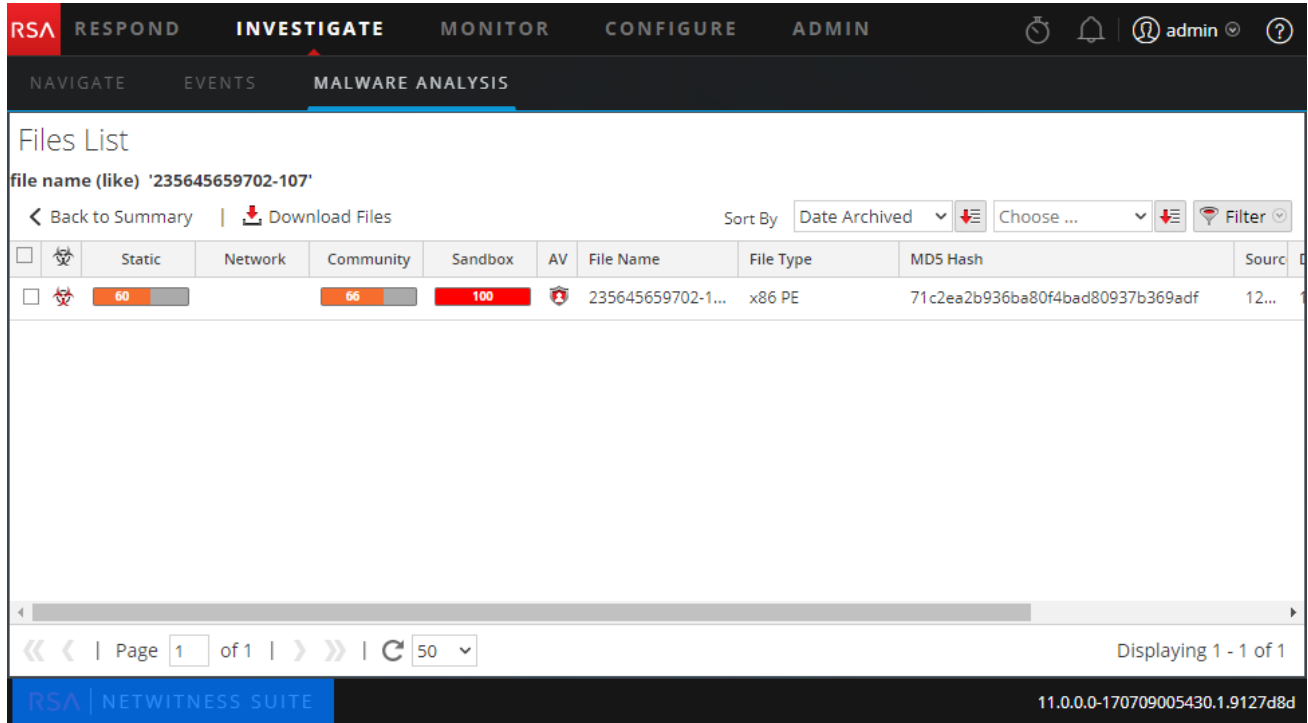 RSA RESPOND INVESTIGATE MONITOR CONFIGURE ADMIN admin ?
NAVIGATE EVENTS MALWARE ANALYSIS
Files List
file name (like) '235645659702-107'
Back to Summary | Download Files Sort By Date Archived Choose ... Filter
Static Network Community Sandbox AV File Name File Type MD5 Hash Sourc
60 66 100 235645659702-1... x86 PE 71c2ea2b936ba80f4bad80937b369adf 12...
| Page 1 of 1 | | 50 Displaying 1 - 1 of 1
RSA | NETWITNESS SUITE 11.0.0.0-170709005430.1.9127d8d